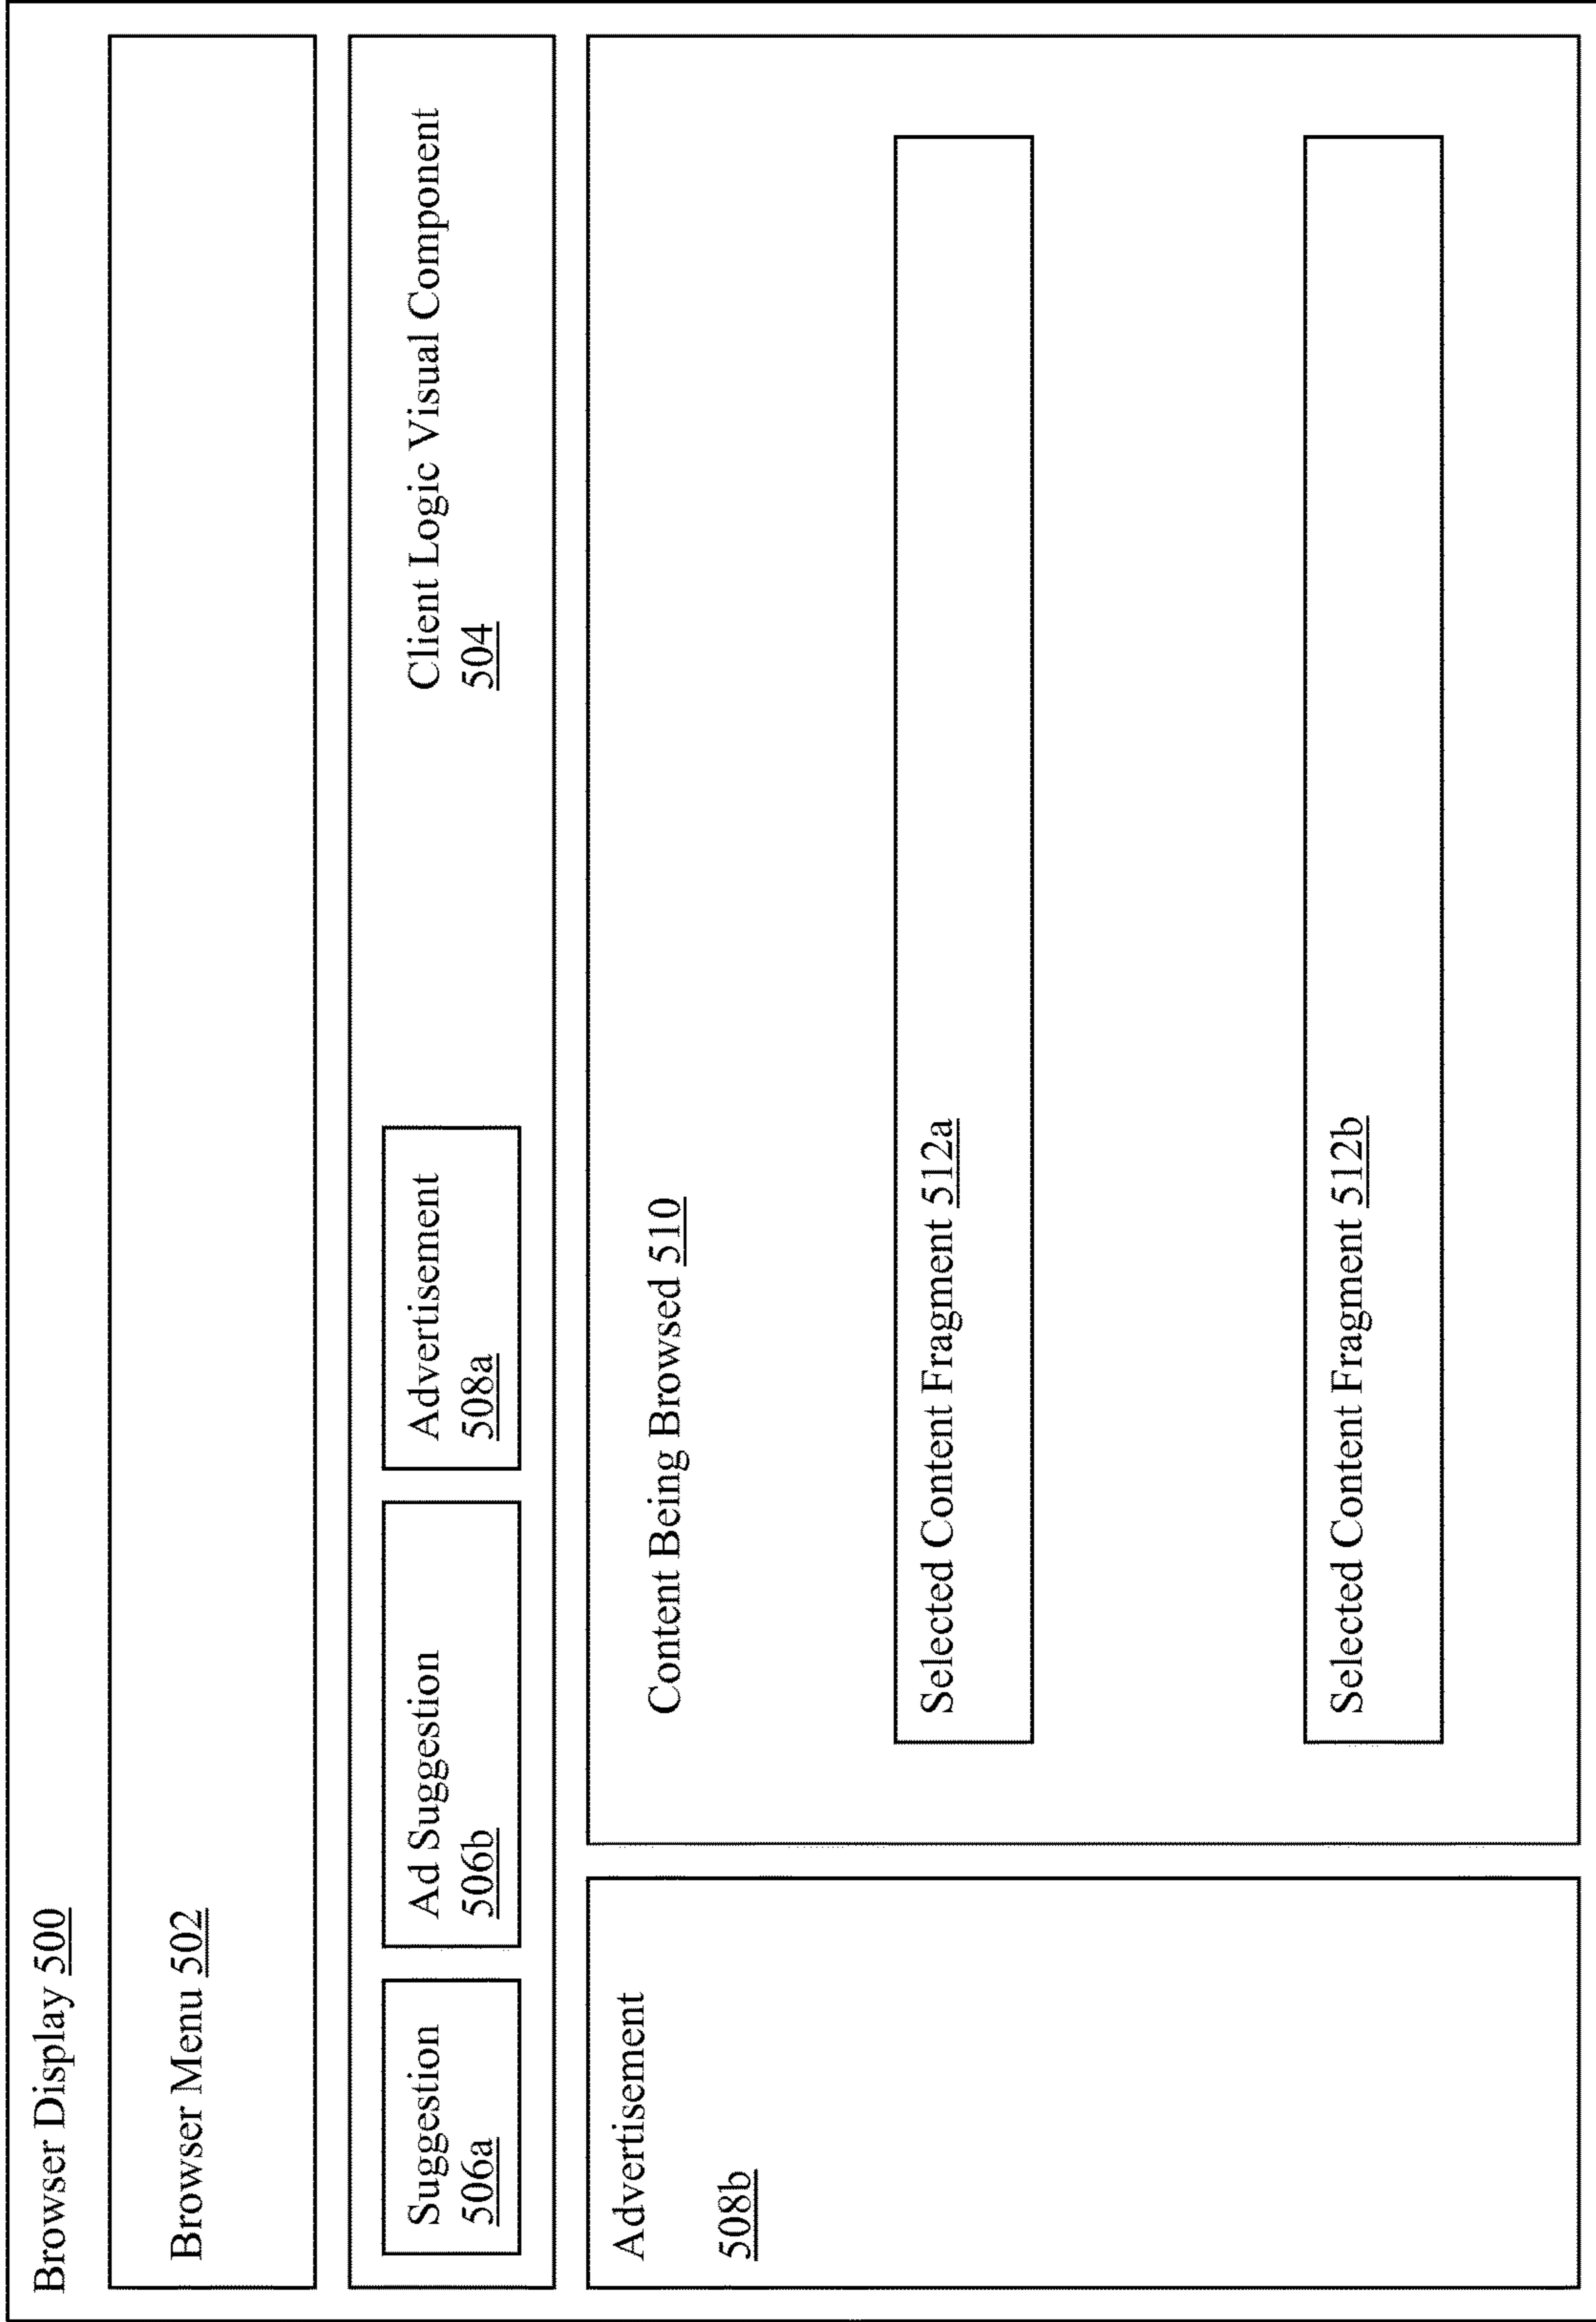 Browser Display 500
Browser Menu 502
Suggestion
506a
Ad Suggestion
506b
Advertisement
508a
Client Logic Visual Component
504
Advertisement
508b
Content Being Browsed 510
Selected Content Fragment 512a
Selected Content Fragment 512b